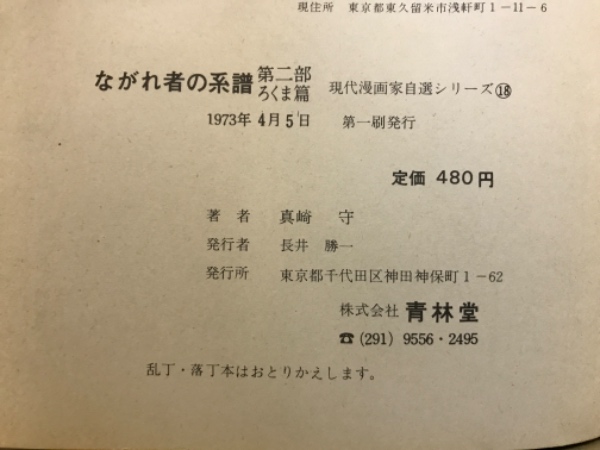 現住所 東京都東久留米市浅軒町1-11-6
ながれ者の系譜 第二部 ろくま篇 現代漫画家自選シリーズ⑱
1973年4月5日 第一刷発行
定価 480円
著者 真崎 守
発行者 長井 勝一
発行所 東京都千代田区神田神保町1-62
株式会社 青林堂
☎(291) 9556・2495
乱丁・落丁本はおとりかえします。